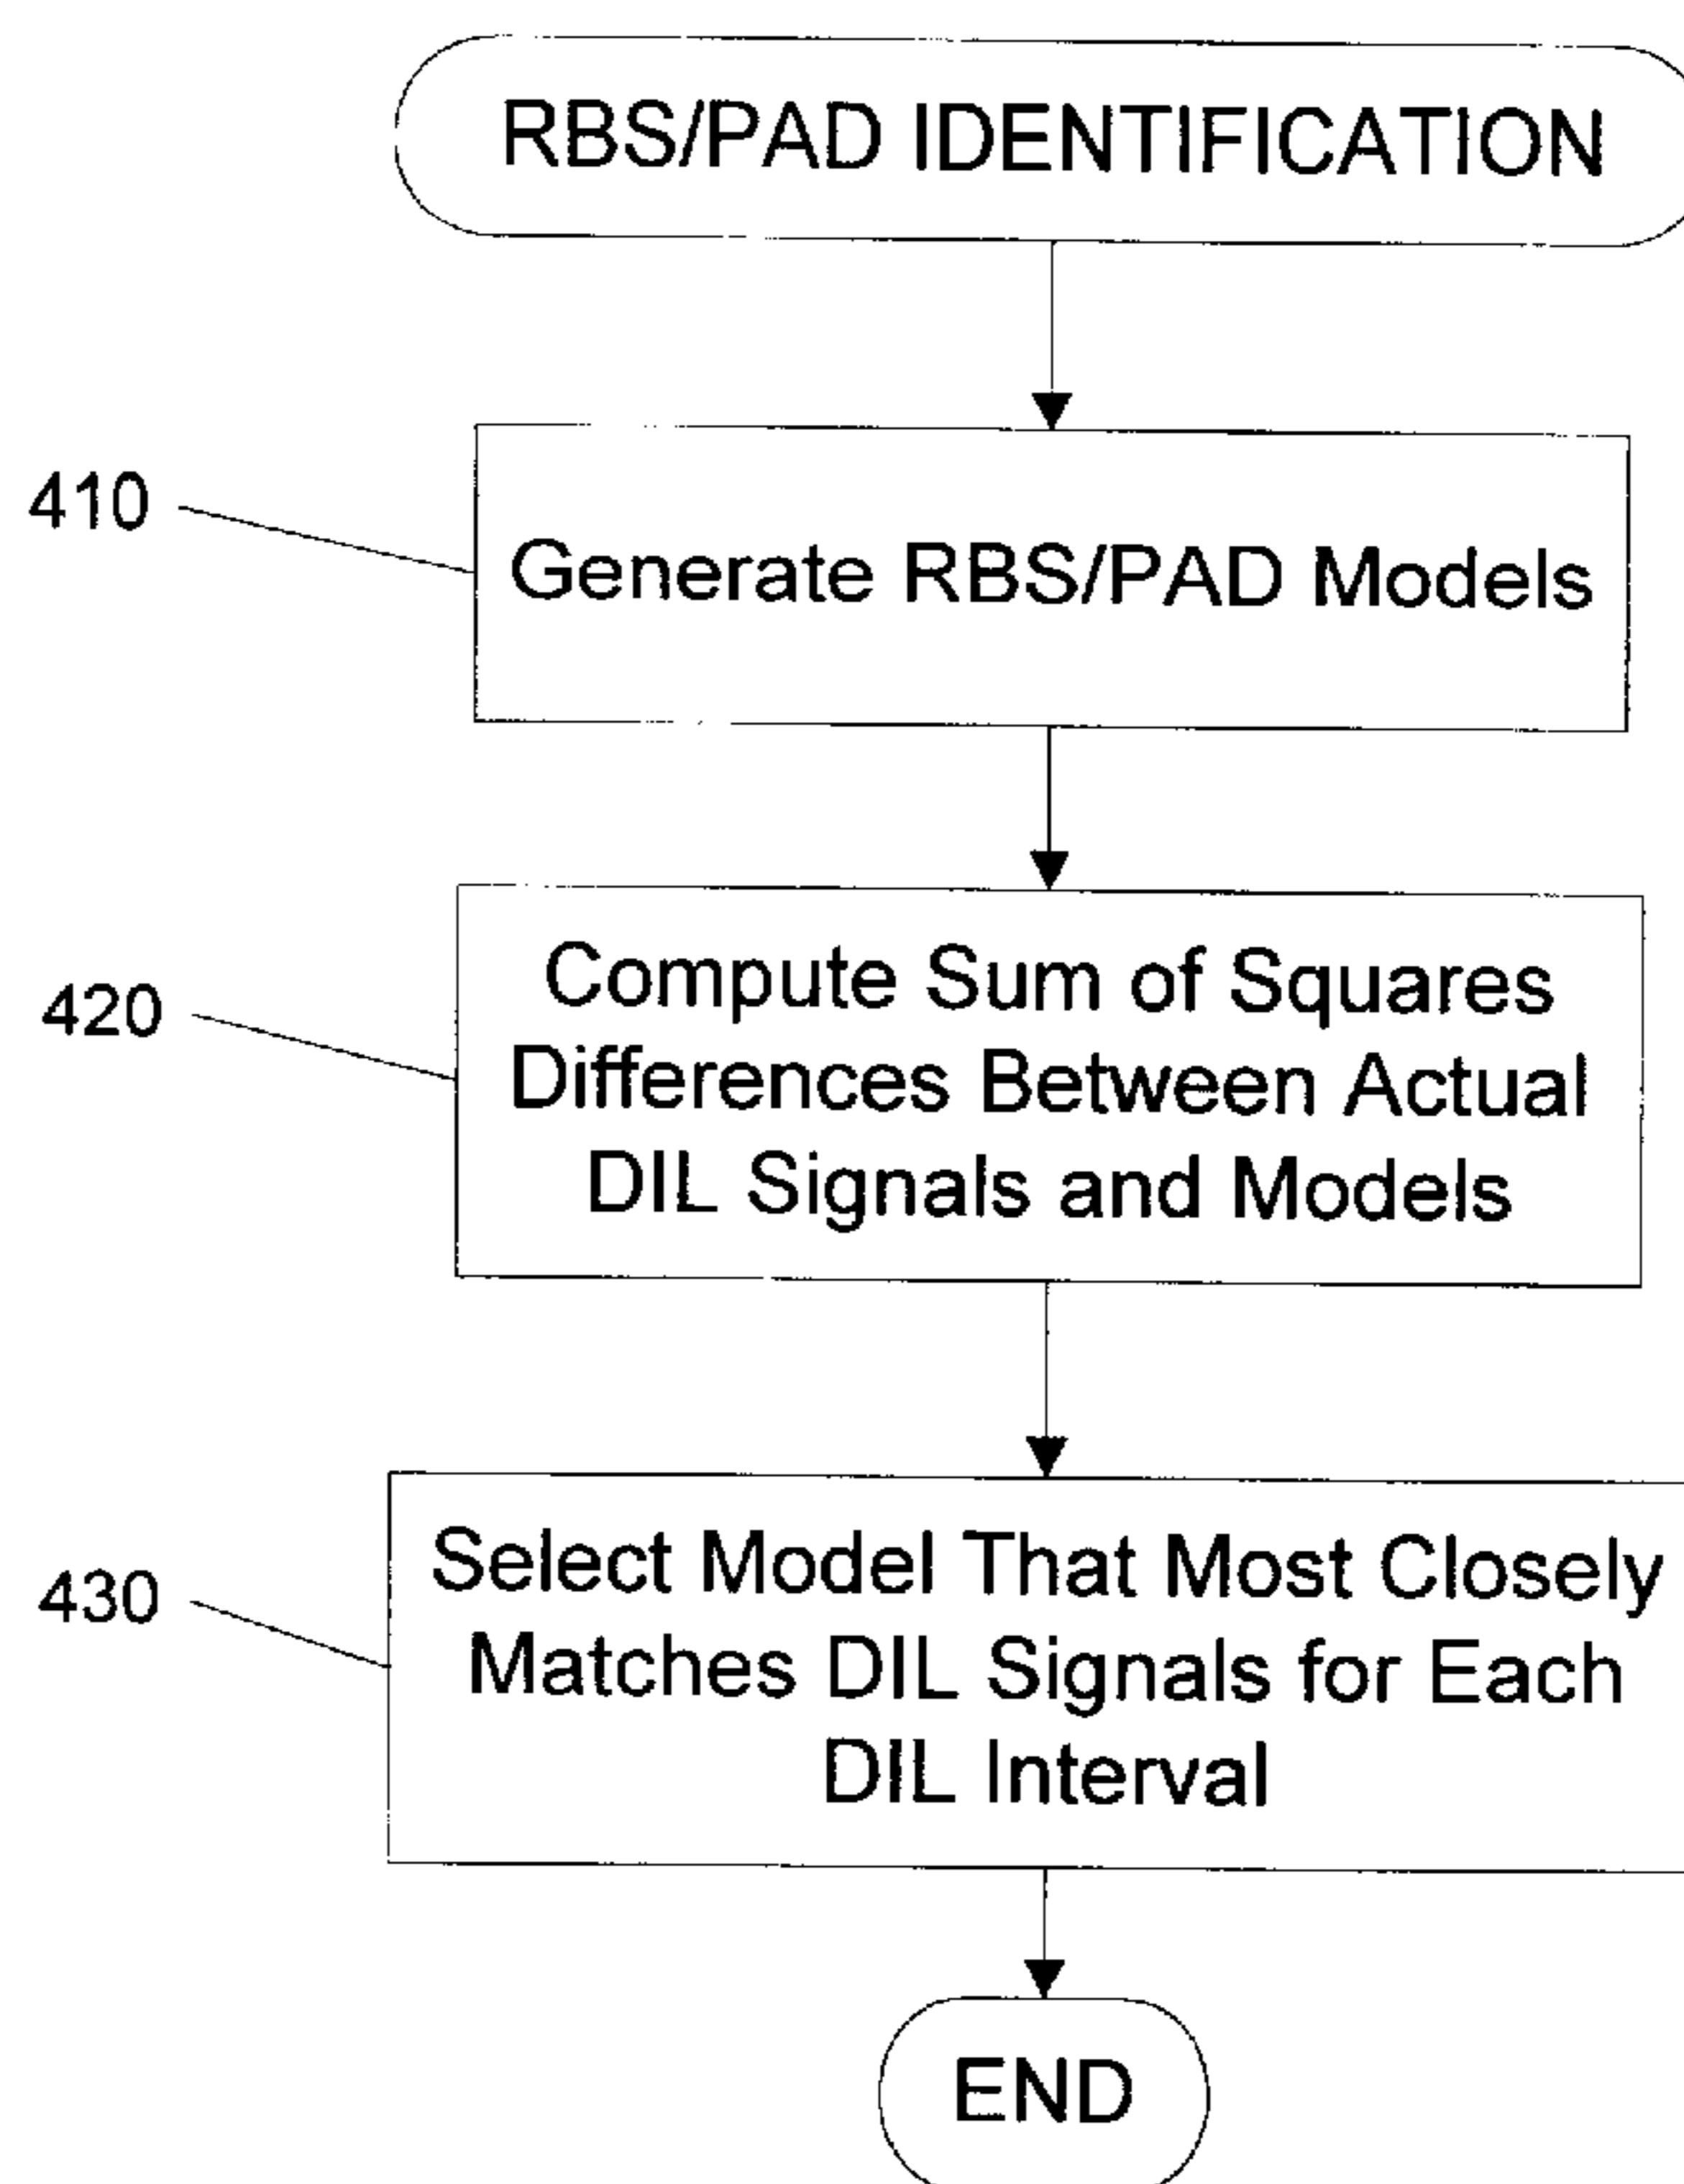 RBS/PAD IDENTIFICATION
410
Generate RBS/PAD Models
420
Compute Sum of Squares
Differences Between Actual
DIL Signals and Models
430
Select Model That Most Closely
Matches DIL Signals for Each
DIL Interval
END